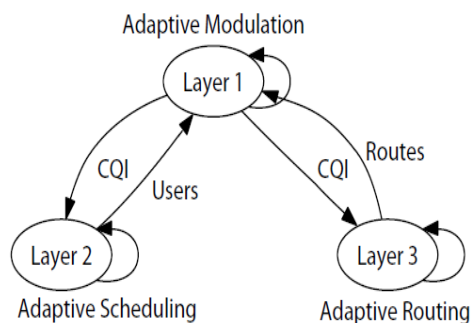 Adaptive Modulation
Layer 1
CQI
Users
CQI
Routes
Layer 2
Layer 3
Adaptive Scheduling
Adaptive Routing